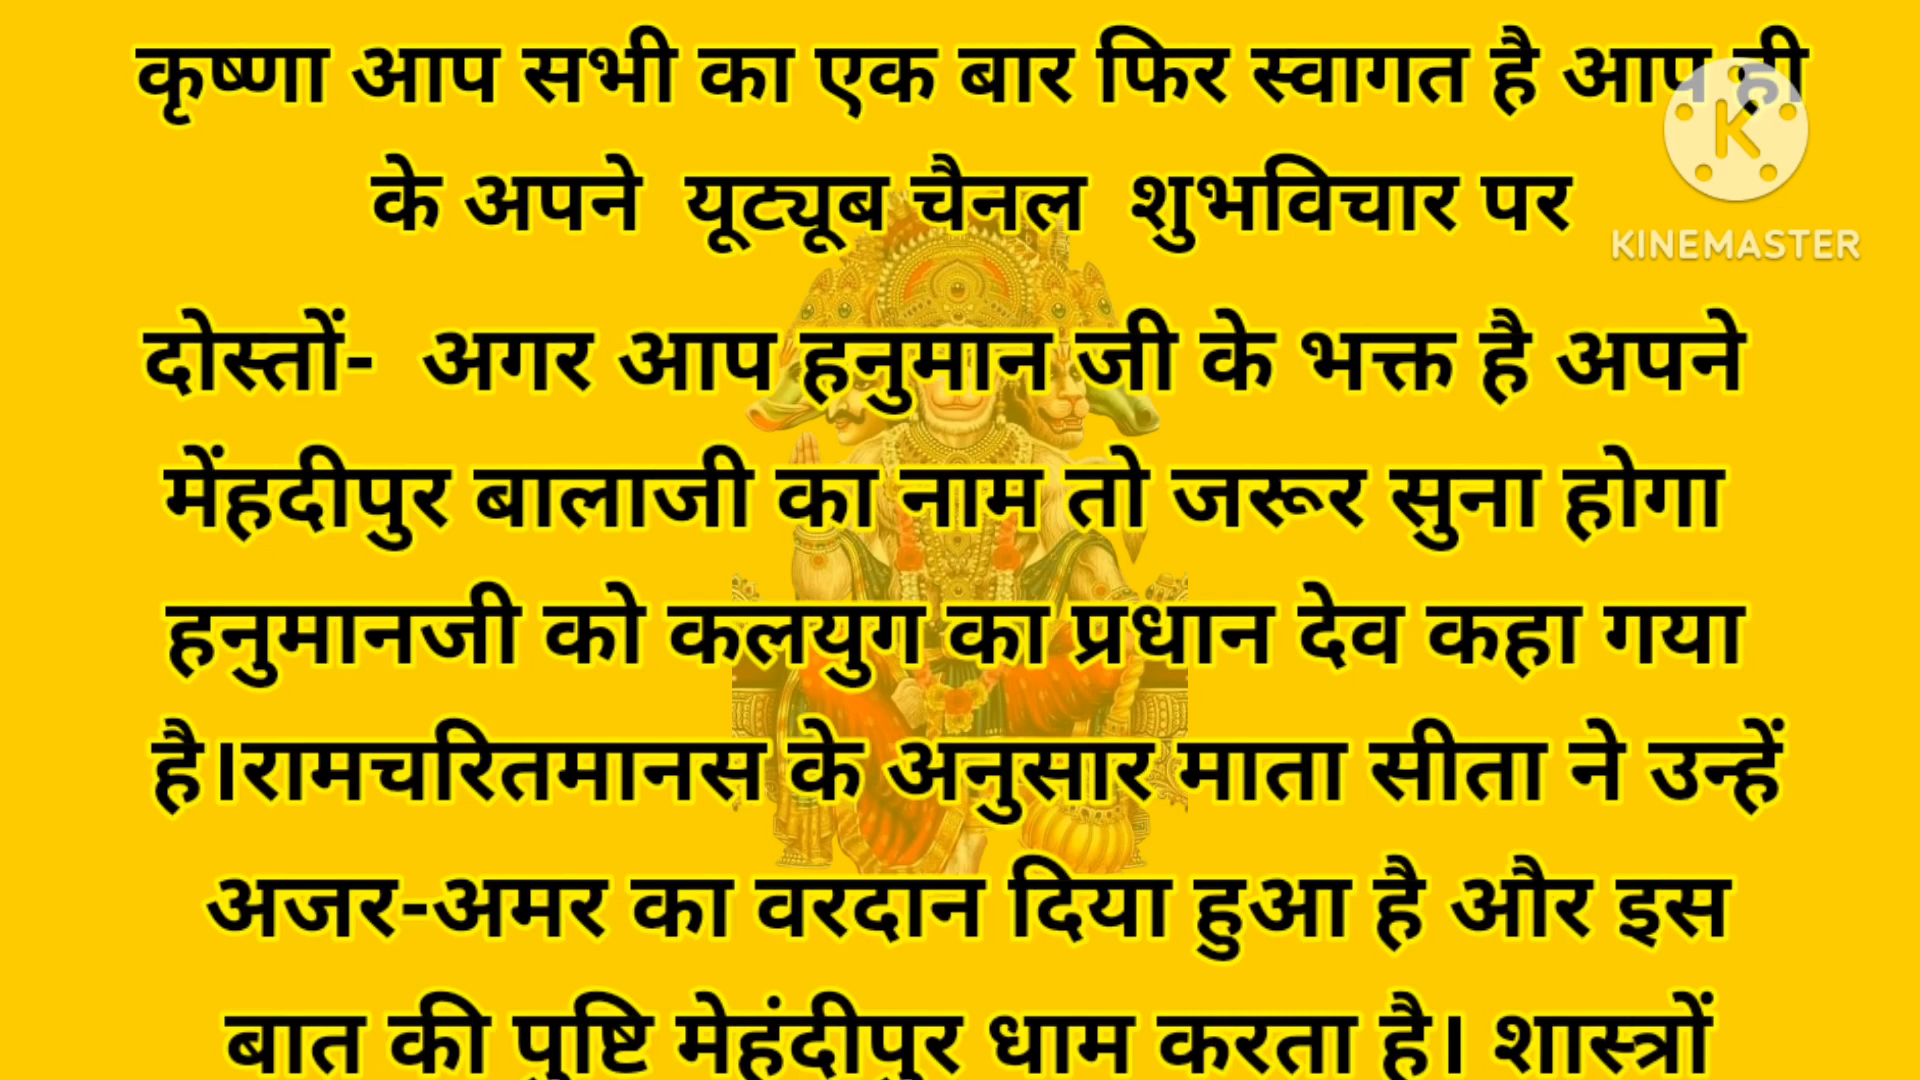 कृष्णा आप सभी का एक बार फिर स्वागत है आप ही
के अपने यूट्यूब चैनल शुभविचार पर
KINEMASTER
दोस्तों- अगर आप हनुमान जी के भक्त है अपने
मेंहदीपुर बालाजी का नाम तो जरूर सुना होगा
हनुमानजी को कलयुग का प्रधान देव कहा गया
है।रामचरितमानस के अनुसार माता सीता ने उन्हें
अजर-अमर का वरदान दिया हुआ है और इस
बात की पुष्टि मेहंदीपुर धाम करता है। शास्त्रों